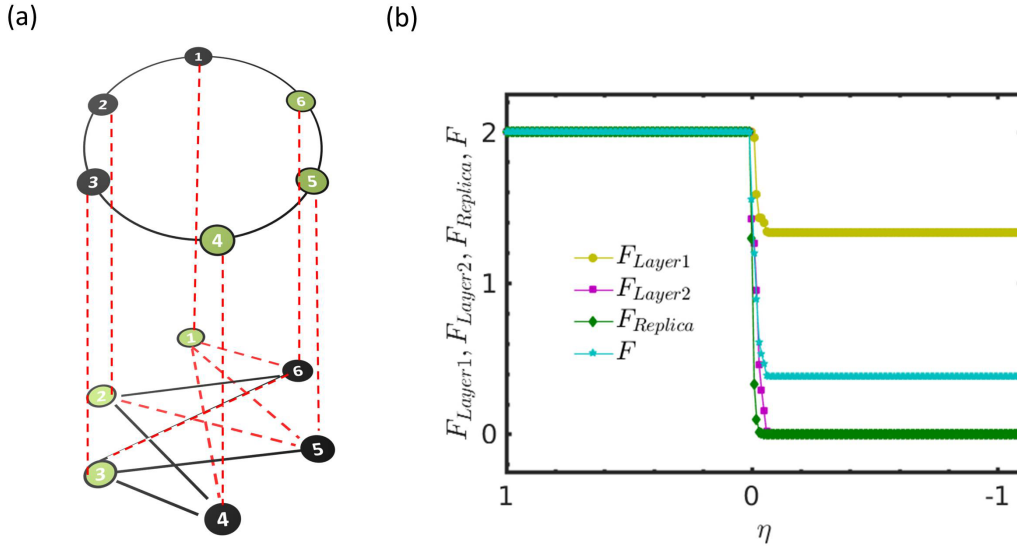 (a)
(b)
1
2
6
3
5
4
1
2
6
3
5
4
F_{Layer1}, F_{Layer2}, F_{Replica}, F
2
1
0
F_{Layer1}
F_{Layer2}
F_{Replica}
F
1
0
-1
η